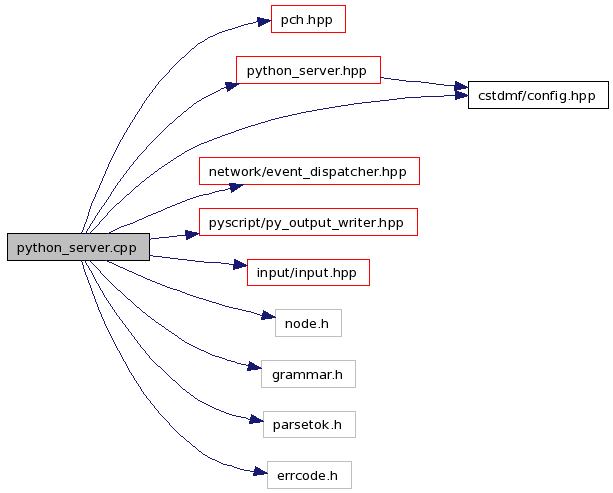 pch.hpp
python_server.hpp
cstdmf/config.hpp
network/event_dispatcher.hpp
pyscript/py_output_writer.hpp
python_server.cpp
input/input.hpp
node.h
grammar.h
parsetok.h
errcode.h